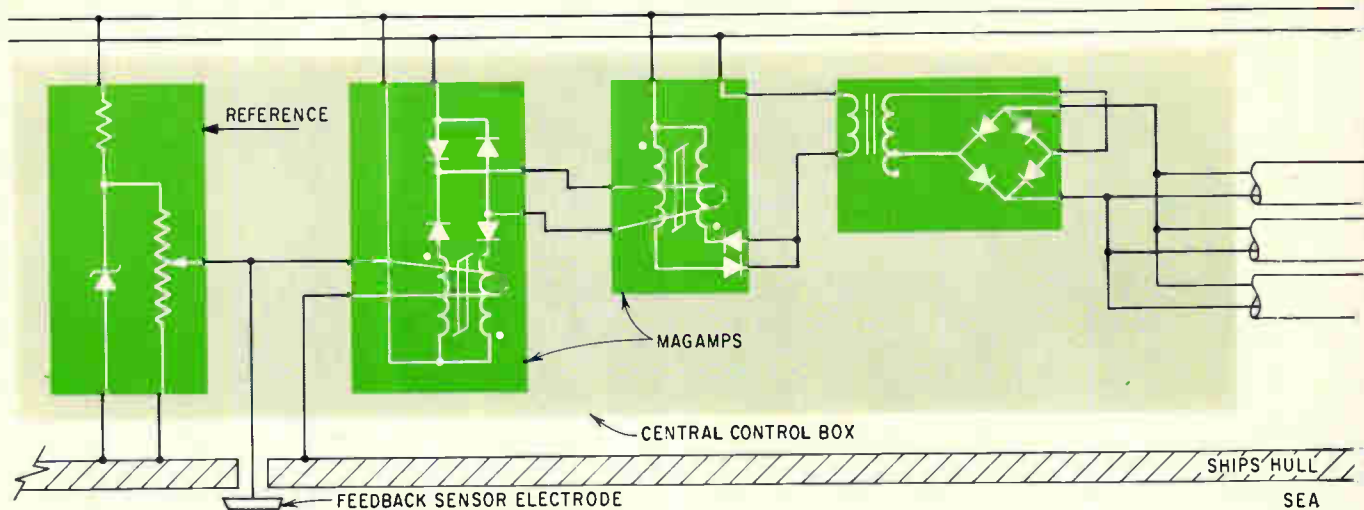 REFERENCE
MAGAMPS
CENTRAL CONTROL BOX
SHIPS HULL
FEEDBACK SENSOR ELECTRODE
SEA